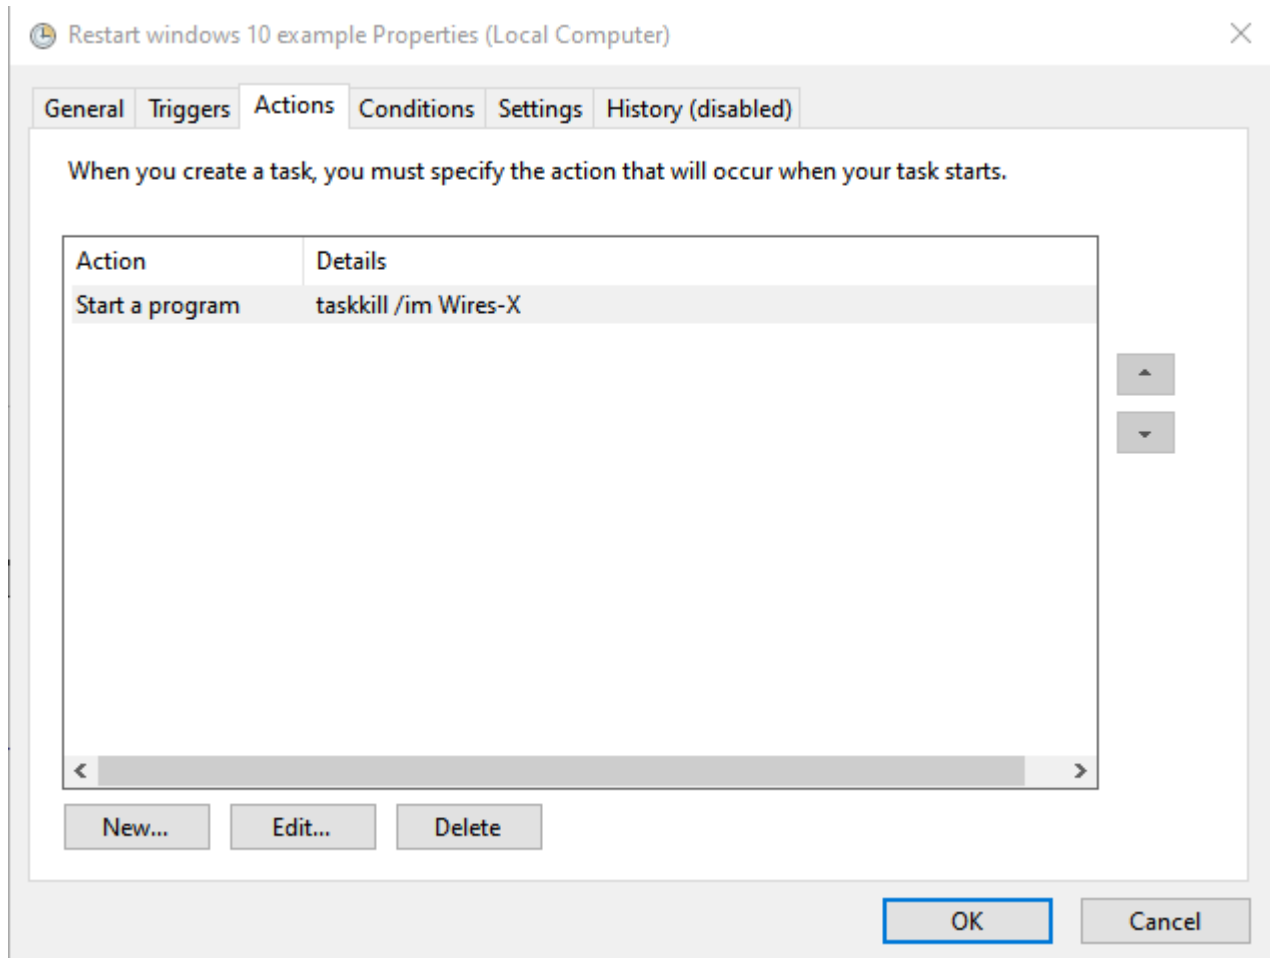 Restart windows 10 example Properties (Local Computer)
General Triggers Actions Conditions Settings History (disabled)
When you create a task, you must specify the action that will occur when your task starts.
Action Details
Start a program taskkill /im Wires-X
New... Edit... Delete
OK Cancel